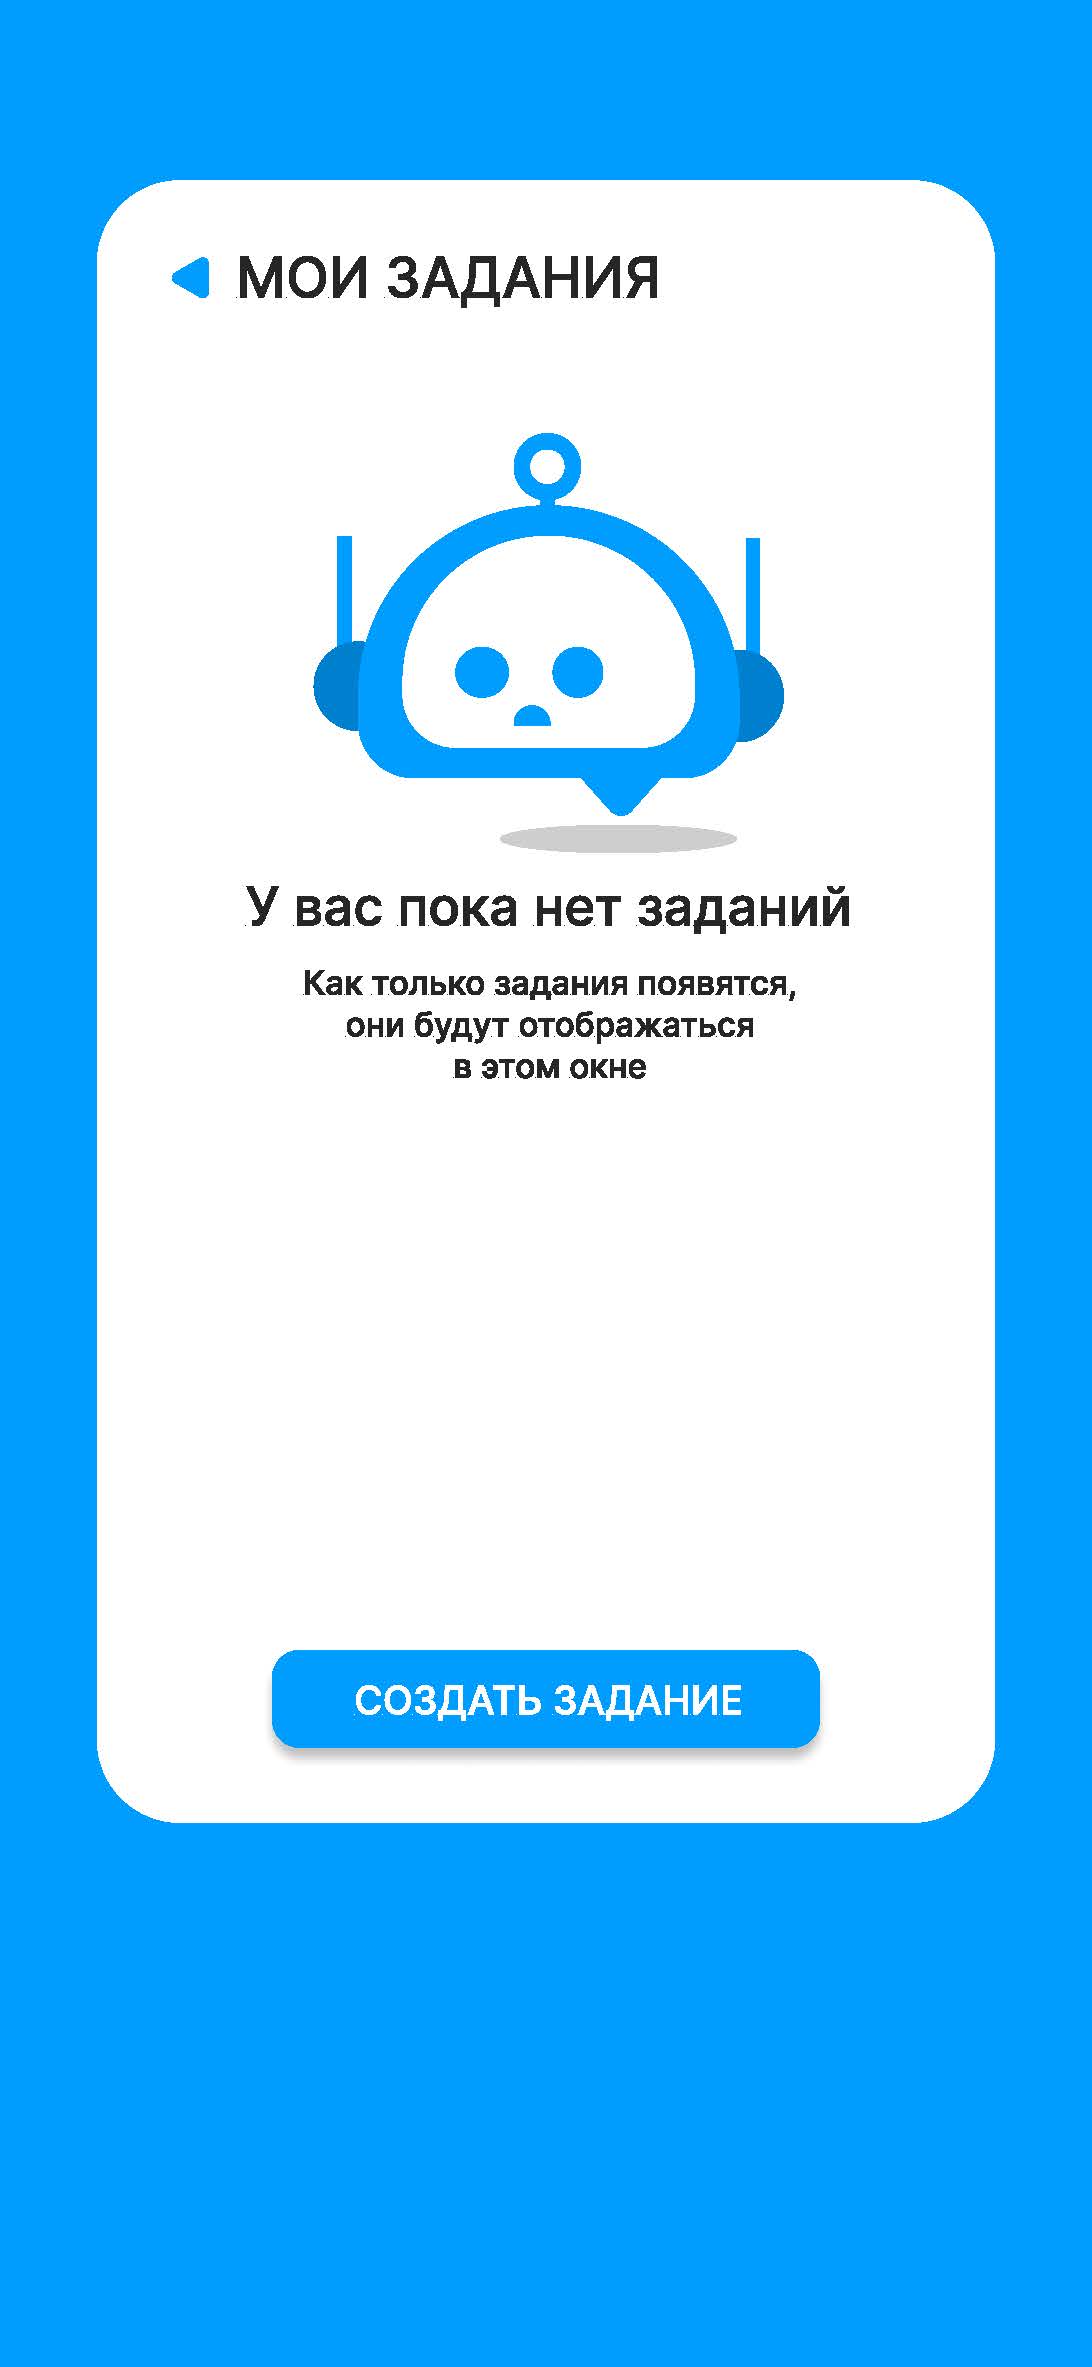 МОИ ЗАДАНИЯ
У вас пока нет заданий
Как только задания появятся,
они будут отображаться
в этом окне
СОЗДАТЬ ЗАДАНИЕ